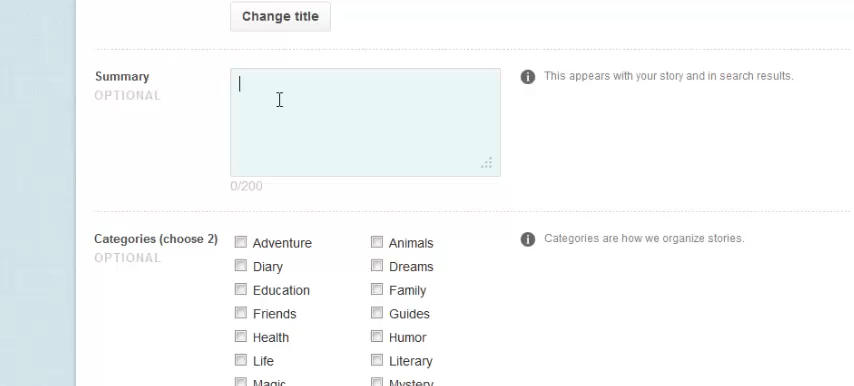 Change title
Summary
OPTIONAL
This appears with your story and in search results.
0/200
Categories (choose 2)
OPTIONAL
Adventure
Animals
Categories are how we organize stories.
Diary
Dreams
Education
Family
Friends
Guides
Health
Humor
Life
Literary
Magic
Mystery